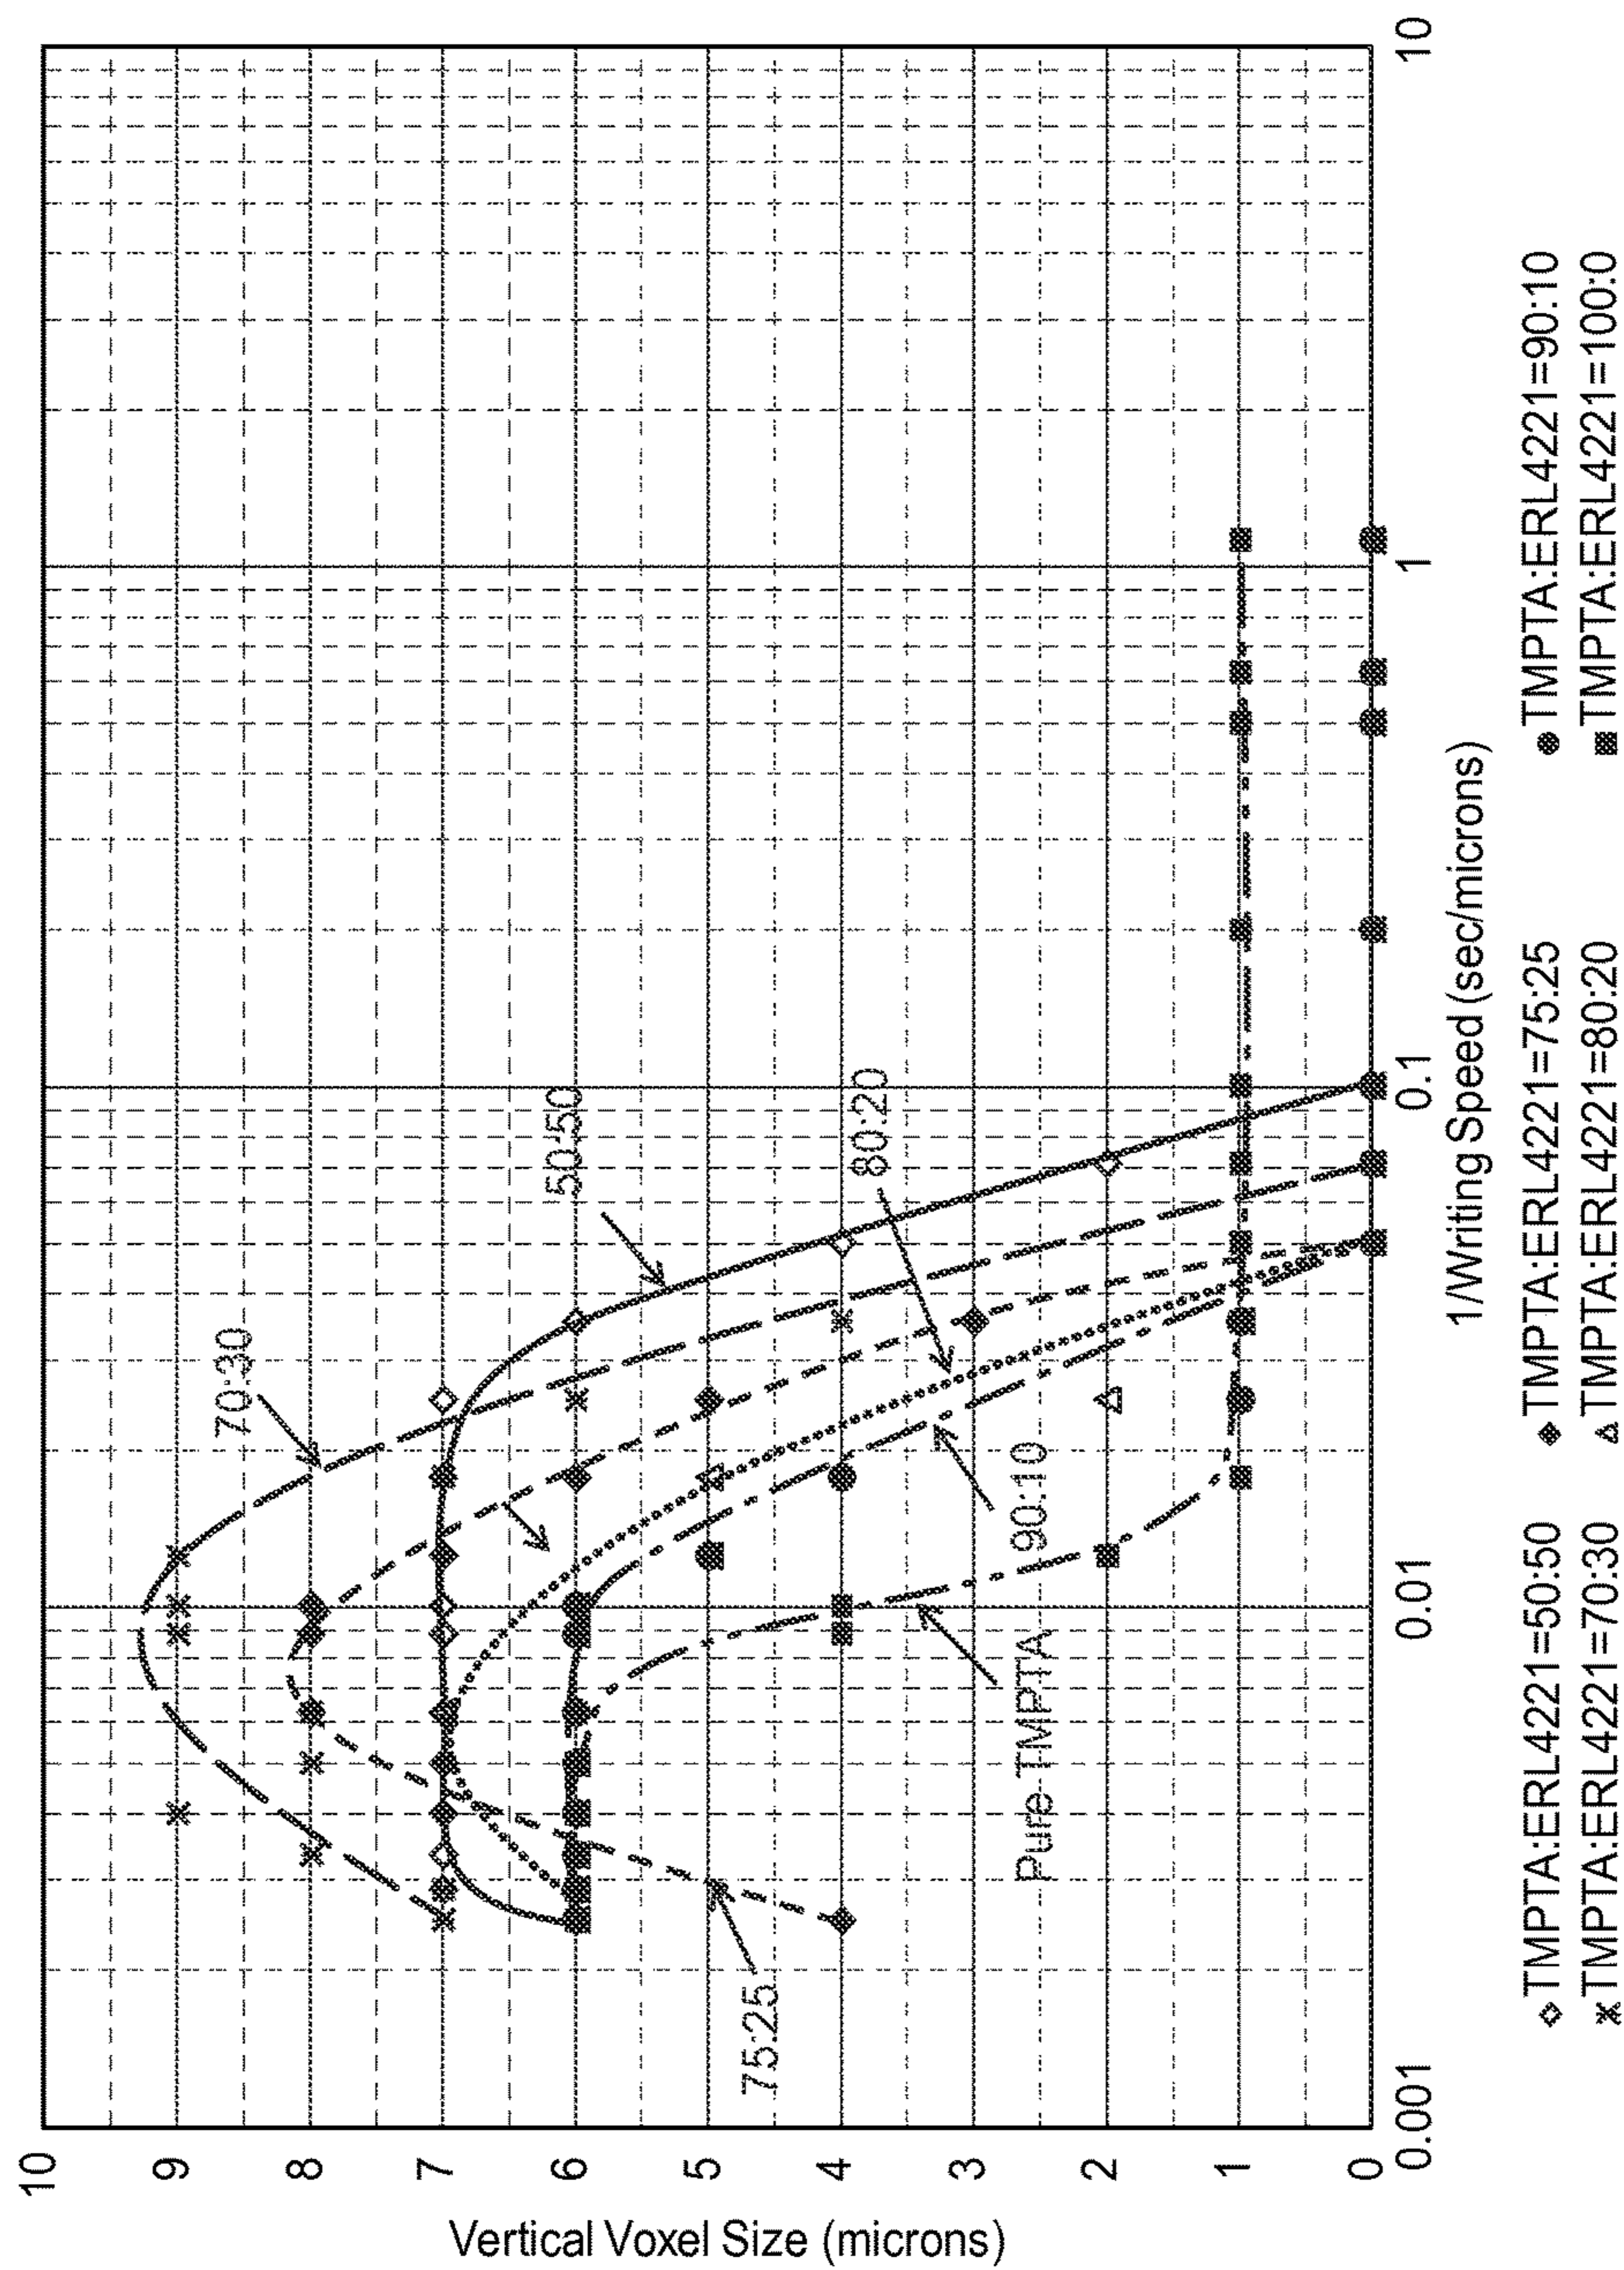 Vertical Voxel Size (microns)
10
9
8
7
6
5
4
3
2
1
0
0.001
0.01
0.1
1
10
1/Writing Speed (sec/microns)
70:30
50:50
80:20
90:10
Pure TMPTA
75:25
TMPTA:ERL4221=50:50
TMPTA:ERL4221=75:25
TMPTA:ERL4221=90:10
TMPTA:ERL4221=70:30
TMPTA:ERL4221=80:20
TMPTA:ERL4221=100:0